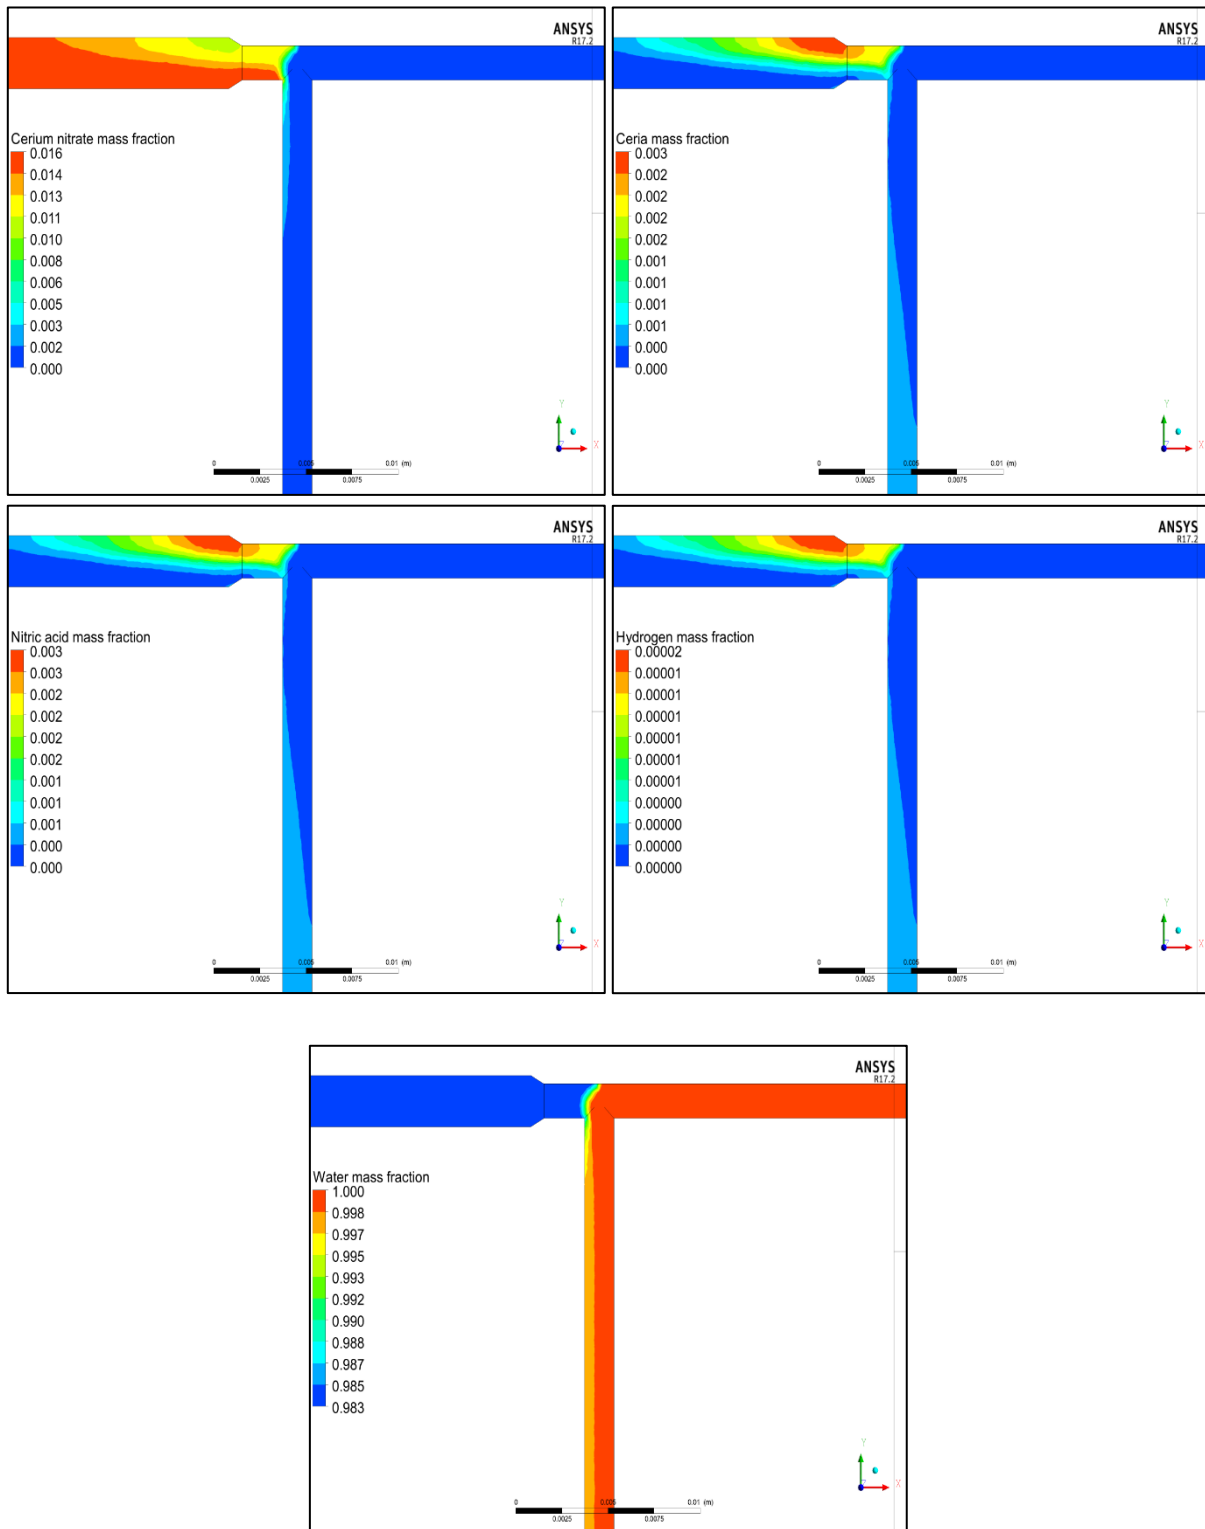 ANSYS
R17.2
Cerium nitrate mass fraction
0.016
0.014
0.013
0.011
0.010
0.008
0.006
0.005
0.003
0.002
0.000
Y
X
0 0.005 0.01 (m)
0.0025 0.0075
ANSYS
R17.2
Ceria mass fraction
0.003
0.002
0.002
0.002
0.002
0.001
0.001
0.001
0.001
0.000
0.000
Y
X
0 0.005 0.01 (m)
0.0025 0.0075
ANSYS
R17.2
Nitric acid mass fraction
0.003
0.003
0.002
0.002
0.002
0.002
0.001
0.001
0.001
0.000
0.000
Y
X
0 0.005 0.01 (m)
0.0025 0.0075
ANSYS
R17.2
Hydrogen mass fraction
0.00002
0.00001
0.00001
0.00001
0.00001
0.00001
0.00001
0.00000
0.00000
0.00000
0.00000
Y
X
0 0.005 0.01 (m)
0.0025 0.0075
ANSYS
R17.2
Water mass fraction
1.000
0.998
0.997
0.995
0.993
0.992
0.990
0.988
0.987
0.985
0.983
Y
X
0 0.005 0.01 (m)
0.0025 0.0075